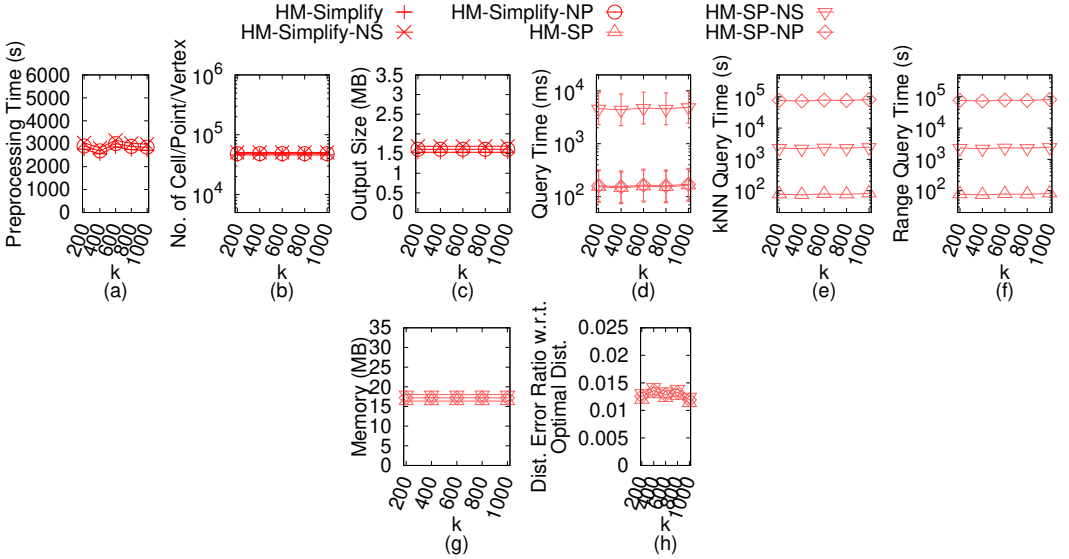 HM-Simplify
HM-Simplify-NS
HM-Simplify-NP
HM-SP
HM-SP-NS
HM-SP-NP
Preprocessing Time (s)
6000
5000
4000
3000
2000
1000
0
200
400
600
800
1000
k
(a)
No. of Cell/Point/Vertex
10^6
10^5
10^4
200
400
600
800
1000
k
(b)
Output Size (MB)
3.5
3
2.5
2
1.5
1
0.5
0
200
400
600
800
1000
k
(c)
Query Time (ms)
10^4
10^3
10^2
200
400
600
800
1000
k
(d)
kNN Query Time (s)
10^5
10^4
10^3
10^2
200
400
600
800
1000
k
(e)
Range Query Time (s)
10^5
10^4
10^3
10^2
200
400
600
800
1000
k
(f)
Memory (MB)
35
30
25
20
15
10
5
0
200
400
600
800
1000
k
(g)
Dist. Error Ratio w.r.t.
Optimal Dist.
0.025
0.02
0.015
0.01
0.005
0
200
400
600
800
1000
k
(h)